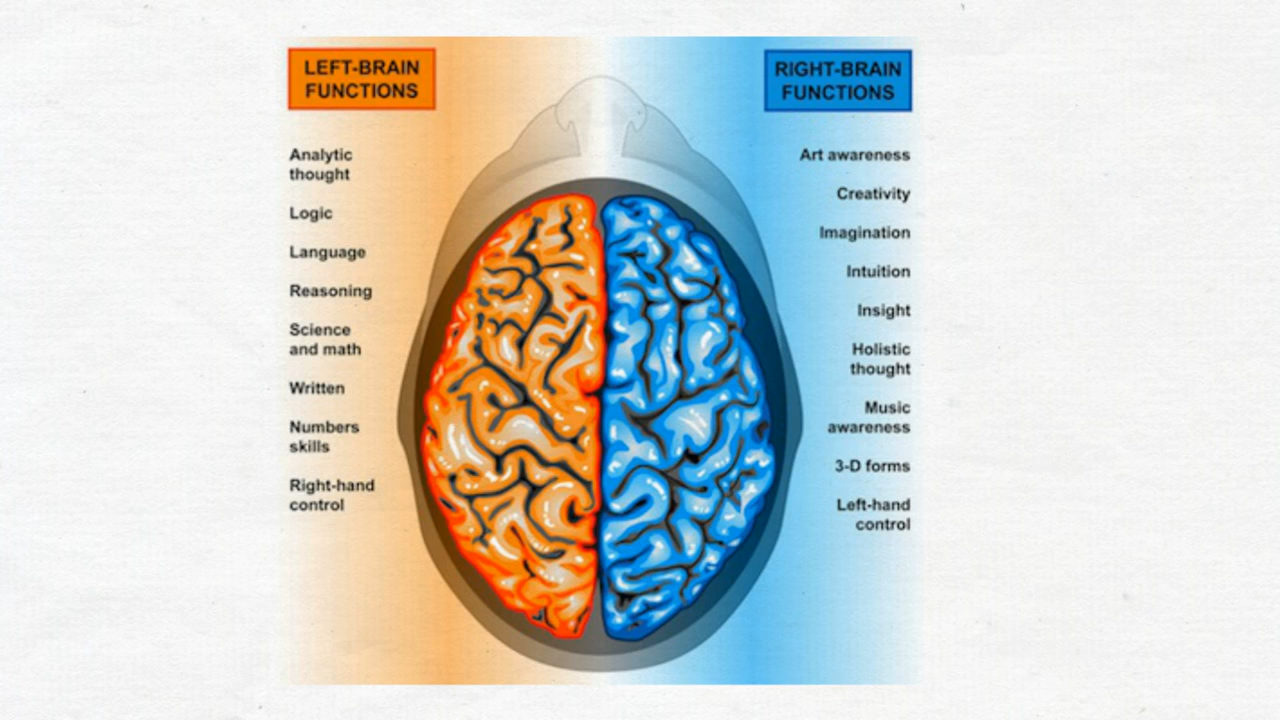 LEFT-BRAIN
FUNCTIONS
Analytic
thought
Logic
Language
Reasoning
Science
and math
Written
Numbers
skills
Right-hand
control
RIGHT-BRAIN
FUNCTIONS
Art awareness
Creativity
Imagination
Intuition
Insight
Holistic
thought
Music
awareness
3-D forms
Left-hand
control